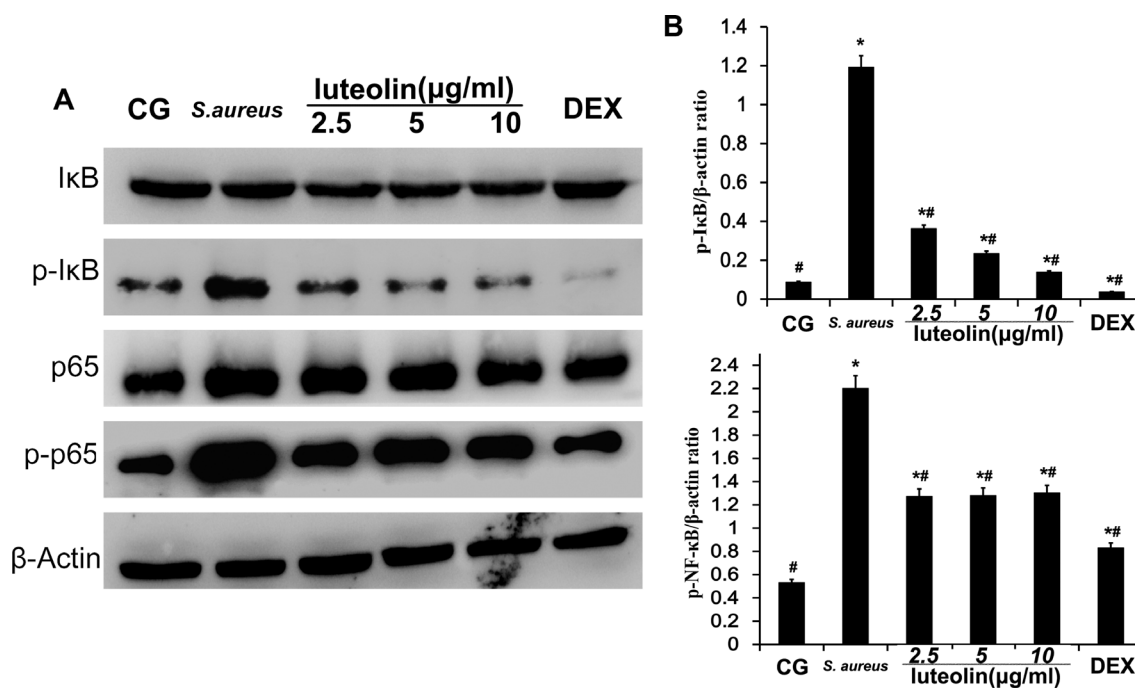 A
CG S.aureus luteolin(μg/ml) DEX
2.5 5 10
IκB
p-IκB
p65
p-p65
β-Actin
B
p-IκB/β-actin ratio
1.4
1.2
1
0.8
0.6
0.4
0.2
0
#
*
*#
*#
*#
*#
CG S. aureus 2.5 5 10 DEX
luteolin(μg/ml)
p-NF-κB/β-actin ratio
2.4
2.2
2
1.8
1.6
1.4
1.2
1
0.8
0.6
0.4
0.2
0
#
*
*#
*#
*#
*#
CG S. aureus 2.5 5 10 DEX
luteolin(μg/ml)